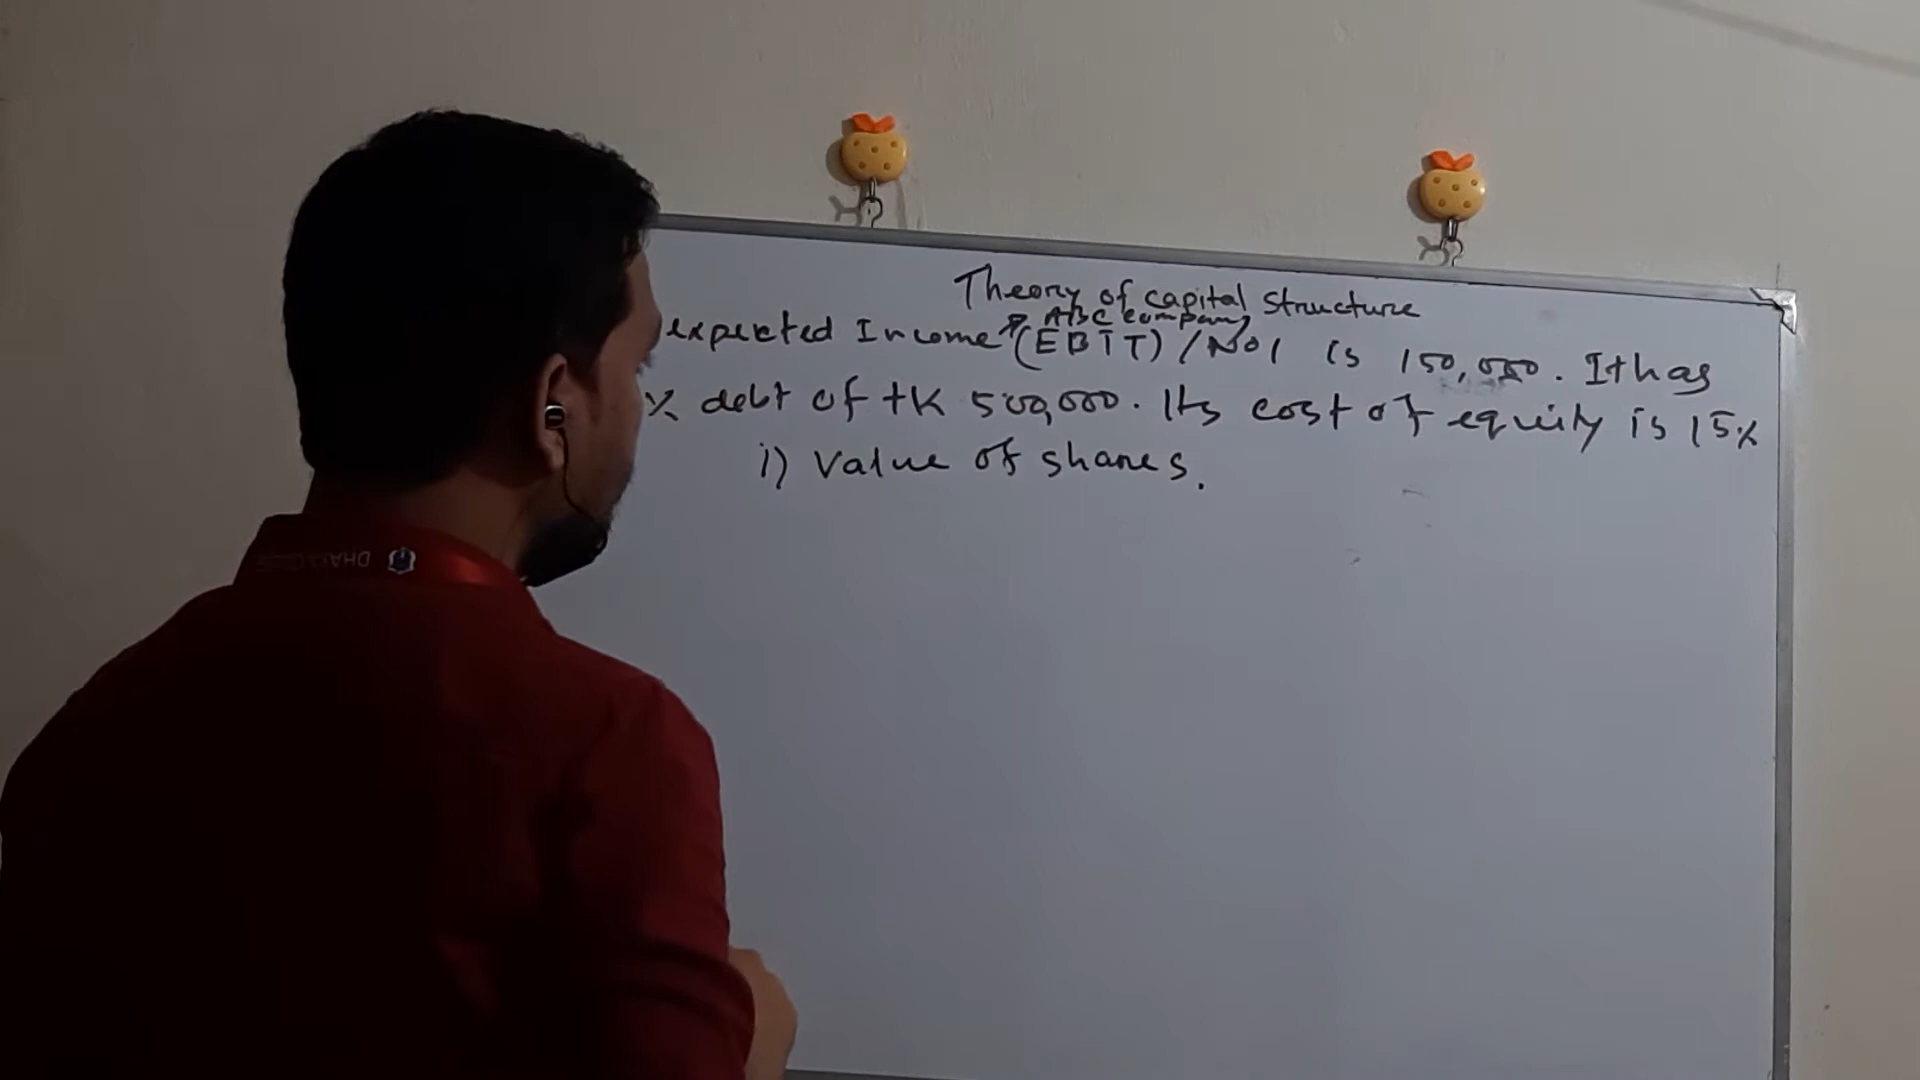 Theory of capital structure
ABC company
expected Income (EBIT) / NOI is 150,000. It has
% debt of tk 500,000. Its cost of equity is 15%
i) Value of shares.
DHAKA